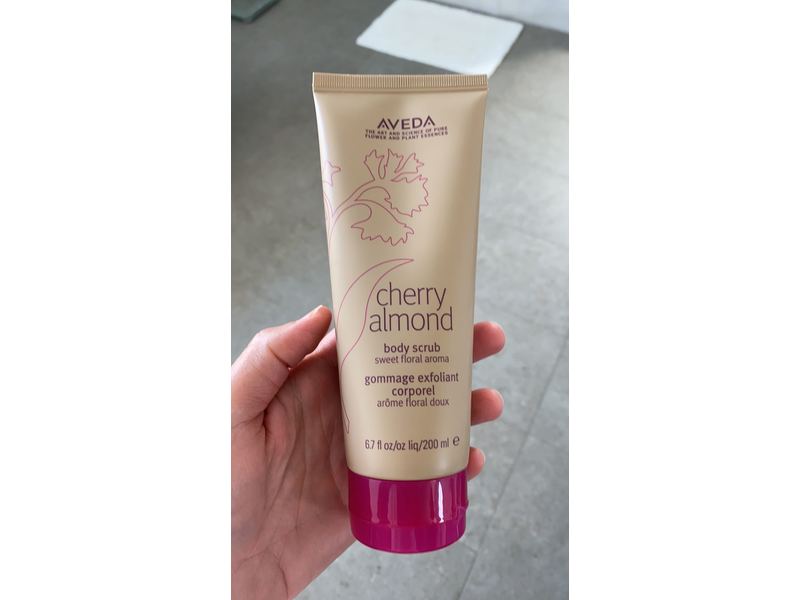 AVEDA
THE ART AND SCIENCE OF PURE
FLOWER AND PLANT ESSENCES
cherry
almond
body scrub
sweet floral aroma
gommage exfoliant
corporel
arôme floral doux
6.7 fl oz/oz liq/200 ml ℮